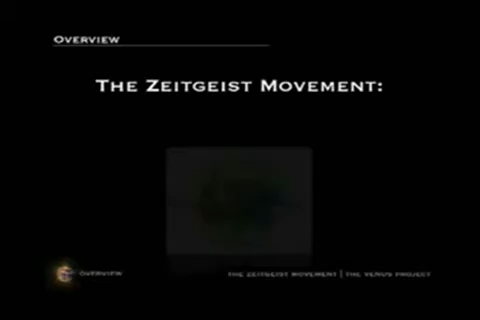 OVERVIEW
THE ZEITGEIST MOVEMENT:
OVERVIEW
THE ZEITGEIST MOVEMENT | THE VENUS PROJECT